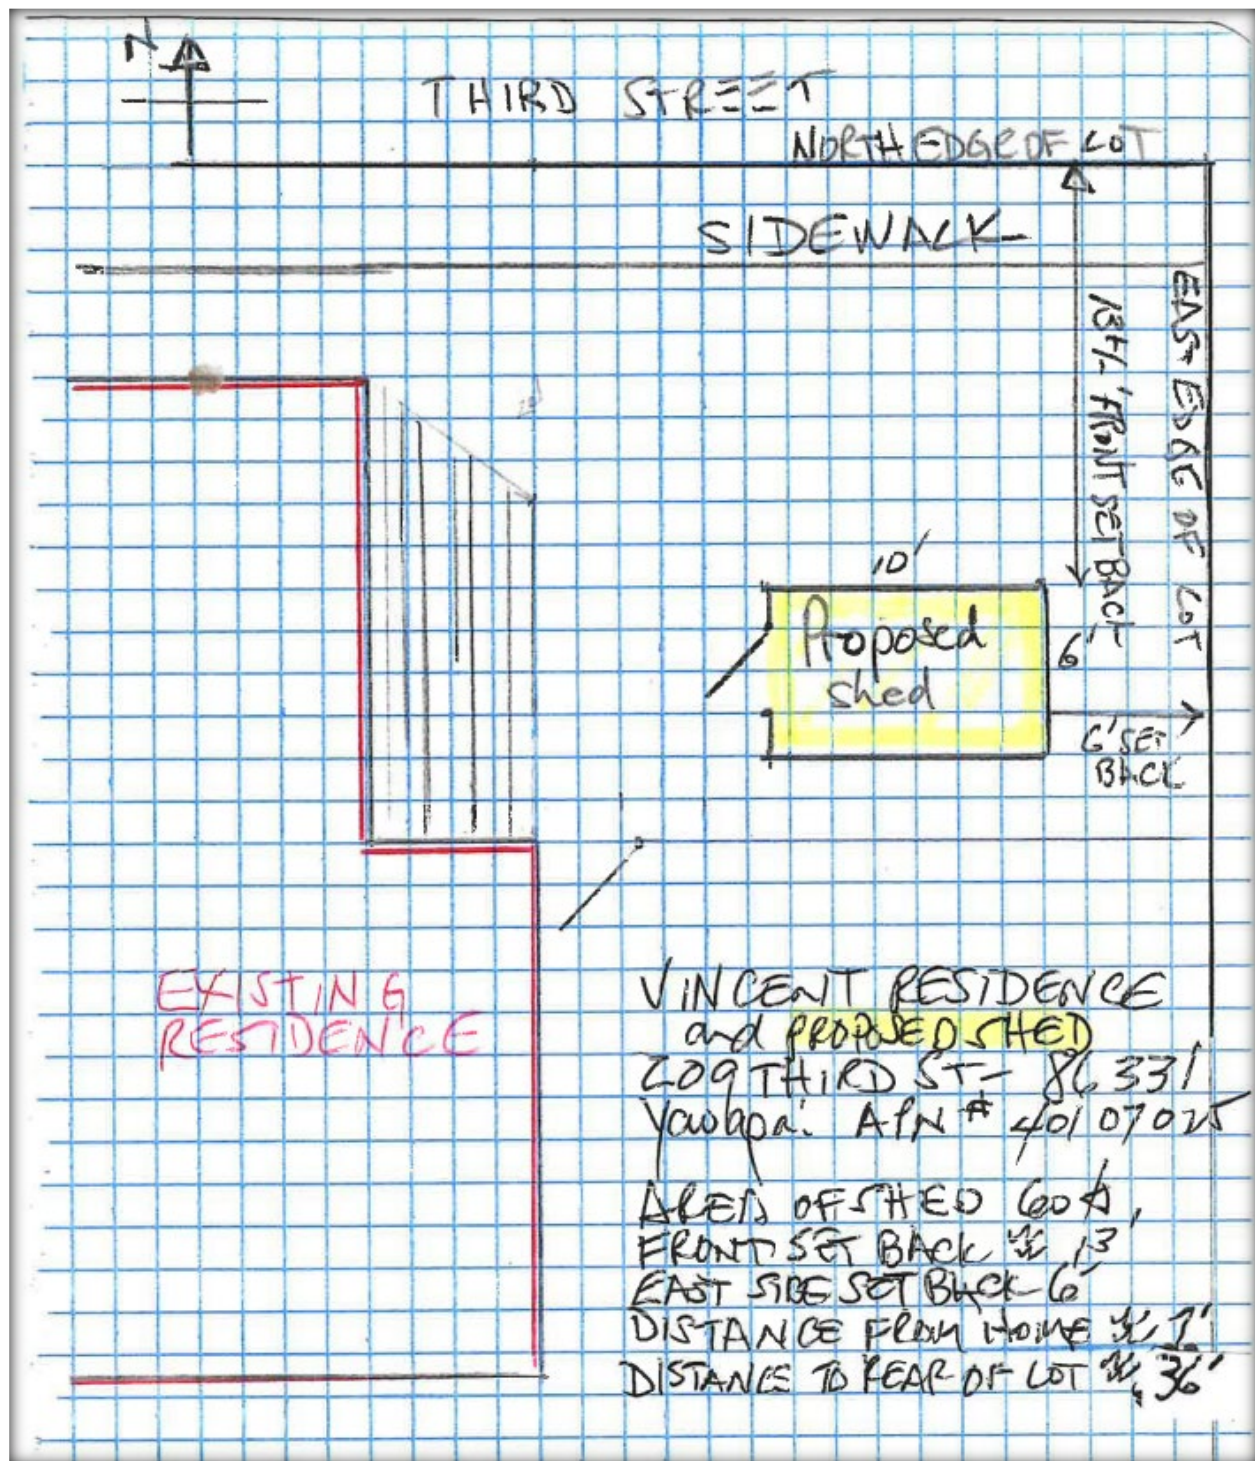 N
THIRD STREET
NORTH EDGE OF LOT
SIDEWALK
EAST EDGE OF LOT
13+/-' FRONT SET BACK
10'
Proposed
shed
6'
6' SET
BACK
EXISTING
RESIDENCE
VINCENT RESIDENCE
and PROPOSED SHED
209 THIRD ST - 86331
Yavapai APN # 40107025
AREA OF SHED 60
FRONT SET BACK 13'
EAST SIDE SET BACK 6'
DISTANCE FROM HOME 7'
DISTANCE TO REAR OF LOT 36'